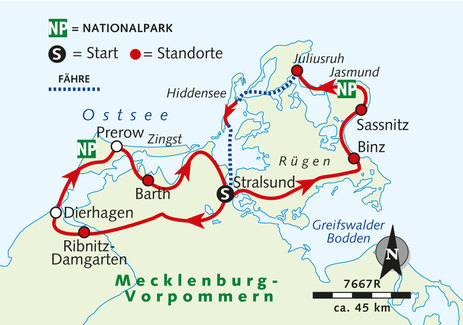 NP = NATIONALPARK
S = Start = Standorte
FÄHRE
Juliusruh
Jasmund
NP
Hiddensee
Sassnitz
Ostsee
Prerow
Zingst
NP
Binz
Rügen
Barth
Stralsund
S
Dierhagen
Ribnitz-
Damgarten
Greifswalder
Bodden
N
Mecklenburg-
Vorpommern
7667R
ca. 45 km